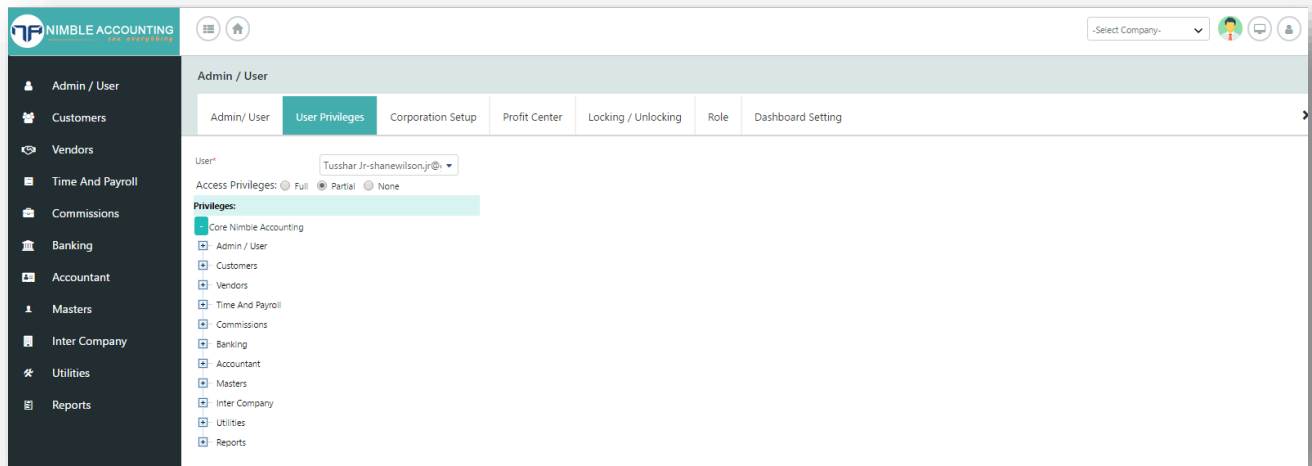 NIMBLE ACCOUNTING
see everything
-Select Company-
Admin / User
Customers
Vendors
Time And Payroll
Commissions
Banking
Accountant
Masters
Inter Company
Utilities
Reports
Admin / User
Admin/ User User Privileges Corporation Setup Profit Center Locking / Unlocking Role Dashboard Setting
User* Tusshar Jr-shanewilson.jr@
Access Privileges: Full Partial None
Privileges:
Core Nimble Accounting
Admin / User
Customers
Vendors
Time And Payroll
Commissions
Banking
Accountant
Masters
Inter Company
Utilities
Reports